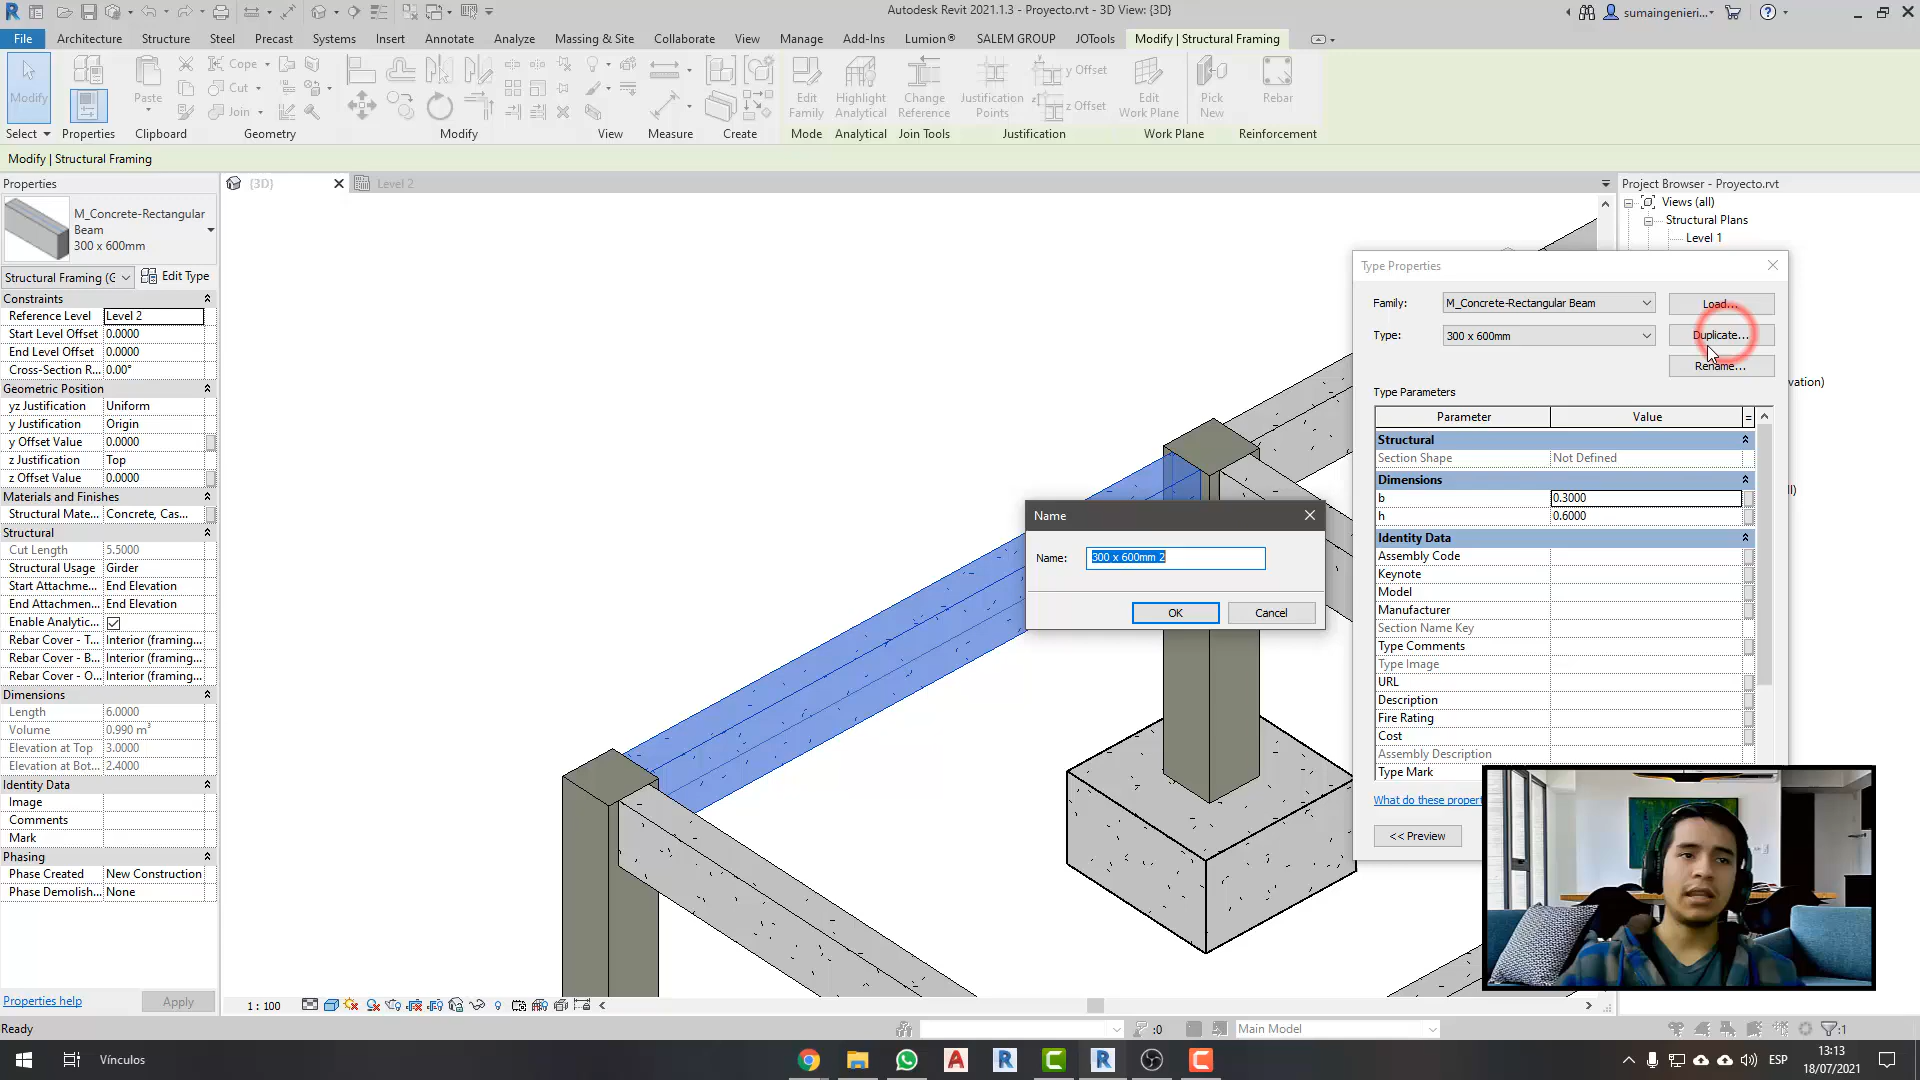 Autodesk Revit 2021.1.3 - Proyecto.rvt - 3D View: {3D}
sumaingenieri...
File Architecture Structure Steel Precast Systems Insert Annotate Analyze Massing & Site Collaborate View Manage Add-Ins Lumion® SALEM GROUP JOTools Modify | Structural Framing
Modify
Paste
Cope
Cut
Join
Edit
Family
Highlight
Analytical
Change
Reference
Justification
Points
y Offset
z Offset
Edit
Work Plane
Pick
New
Rebar
Select Properties Clipboard Geometry Modify View Measure Create Mode Analytical Join Tools Justification Work Plane Reinforcement
Modify | Structural Framing
Properties
M_Concrete-Rectangular
Beam
300 x 600mm
Structural Framing (G
Edit Type
Constraints
Reference Level Level 2
Start Level Offset 0.0000
End Level Offset 0.0000
Cross-Section R... 0.00°
Geometric Position
yz Justification Uniform
y Justification Origin
y Offset Value 0.0000
z Justification Top
z Offset Value 0.0000
Materials and Finishes
Structural Mate... Concrete, Cas...
Structural
Cut Length 5.5000
Structural Usage Girder
Start Attachme... End Elevation
End Attachmen... End Elevation
Enable Analytic...
Rebar Cover - T... Interior (framing...
Rebar Cover - B... Interior (framing...
Rebar Cover - O... Interior (framing...
Dimensions
Length 6.0000
Volume 0.990 m³
Elevation at Top 3.0000
Elevation at Bot... 2.4000
Identity Data
Image
Comments
Mark
Phasing
Phase Created New Construction
Phase Demolish... None
Properties help
Apply
{3D}
Level 2
Project Browser - Proyecto.rvt
Views (all)
Structural Plans
Level 1
vation)
l)
Type Properties
Family: M_Concrete-Rectangular Beam Load...
Type: 300 x 600mm Duplicate...
Rename...
Type Parameters
Parameter Value =
Structural
Section Shape Not Defined
Dimensions
b 0.3000
h 0.6000
Identity Data
Assembly Code
Keynote
Model
Manufacturer
Section Name Key
Type Comments
Type Image
URL
Description
Fire Rating
Cost
Assembly Description
Type Mark
What do these propert
<< Preview
Name
Name: 300 x 600mm 2
OK Cancel
1 : 100
Ready
:0
Main Model
:1
Vínculos
ESP
13:13
18/07/2021